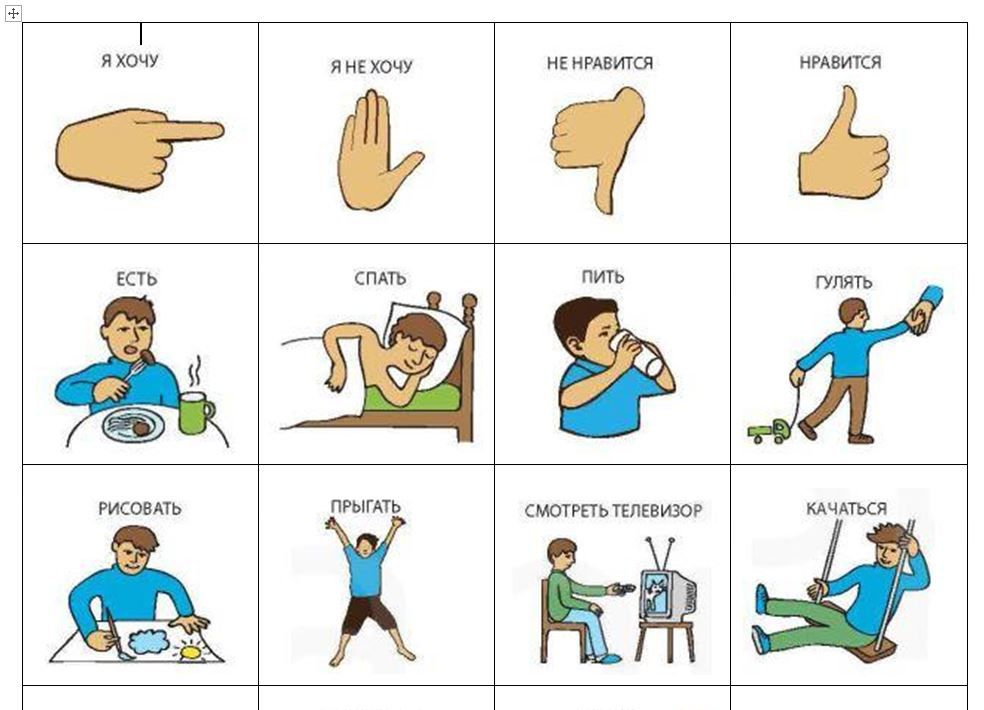 Я ХОЧУ
Я НЕ ХОЧУ
НЕ НРАВИТСЯ
НРАВИТСЯ
ЕСТЬ
СПАТЬ
ПИТЬ
ГУЛЯТЬ
РИСОВАТЬ
ПРЫГАТЬ
СМОТРЕТЬ ТЕЛЕВИЗОР
КАЧАТЬСЯ